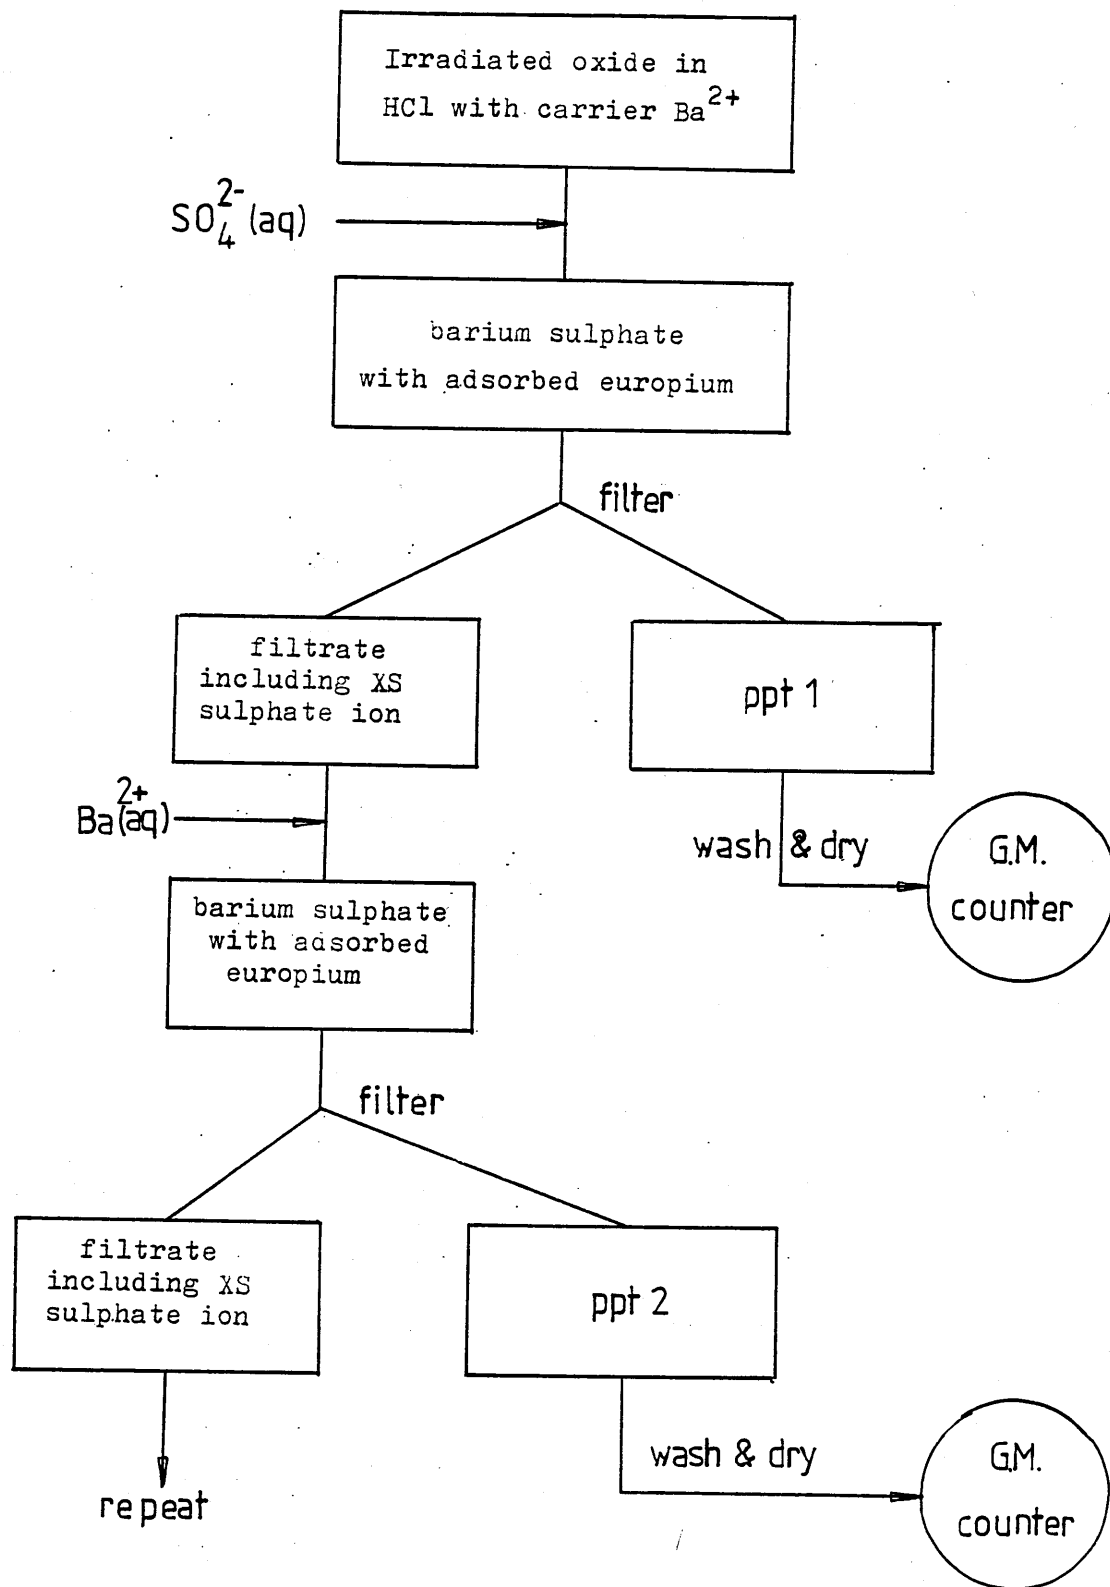 Irradiated oxide in
HCl with carrier Ba²⁺
SO₄²⁻(aq)
barium sulphate
with adsorbed europium
filter
filtrate
including XS
sulphate ion
ppt 1
Ba²⁺(aq)
wash & dry
G.M.
counter
barium sulphate
with adsorbed
europium
filter
filtrate
including XS
sulphate ion
ppt 2
wash & dry
G.M.
counter
repeat